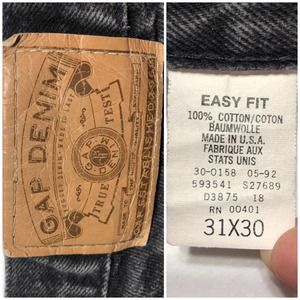 GAP DENIM
TRUE TEST
EASY FIT
100% COTTON/COTON
BAUMWOLLE
MADE IN U.S.A.
FABRIQUE AUX
STATS UNIS
30-0158 05-92
593541 S27689
D3875 18
RN 00401
31X30